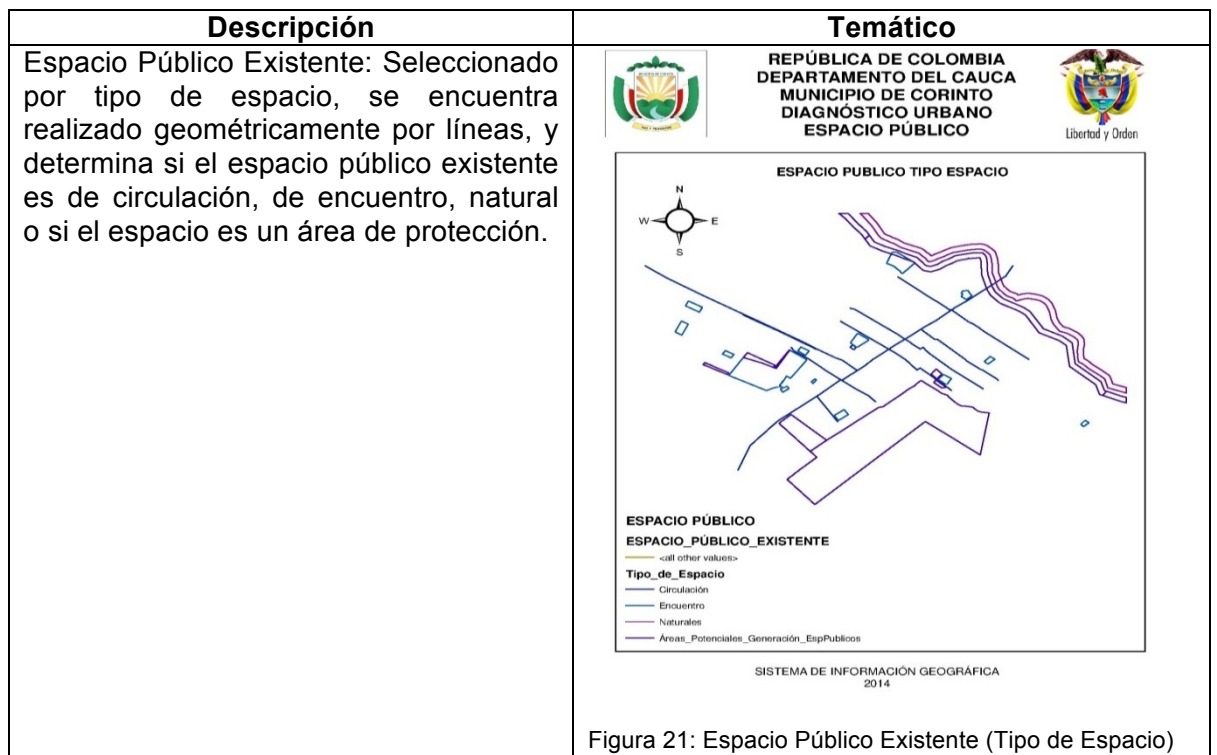 Descripción
Temático
Espacio Público Existente: Seleccionado
por tipo de espacio, se encuentra
realizado geométricamente por líneas, y
determina si el espacio público existente
es de circulación, de encuentro, natural
o si el espacio es un área de protección.
REPÚBLICA DE COLOMBIA
DEPARTAMENTO DEL CAUCA
MUNICIPIO DE CORINTO
DIAGNÓSTICO URBANO
ESPACIO PÚBLICO
Libertad y Orden
ESPACIO PUBLICO TIPO ESPACIO
N
W
E
S
ESPACIO PÚBLICO
ESPACIO_PÚBLICO_EXISTENTE
<all other values>
Tipo_de_Espacio
Circulación
Encuentro
Naturales
Áreas_Potenciales_Generación_EspPublicos
SISTEMA DE INFORMACIÓN GEOGRÁFICA
2014
Figura 21: Espacio Público Existente (Tipo de Espacio)